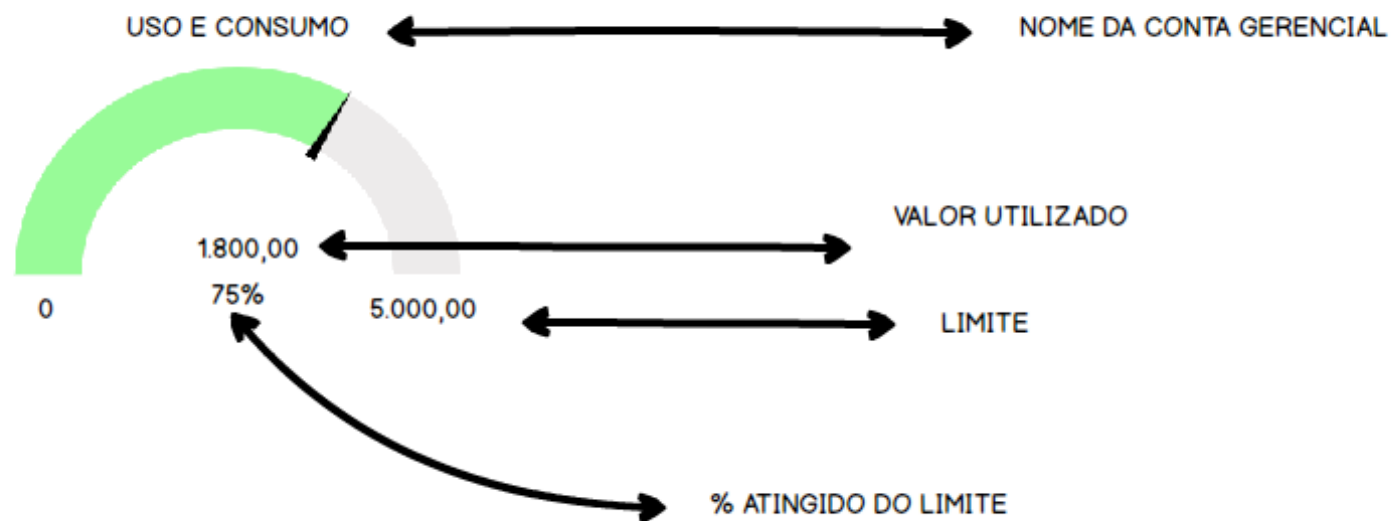 USO E CONSUMO
NOME DA CONTA GERENCIAL
VALOR UTILIZADO
1.800,00
75%
0
5.000,00
LIMITE
% ATINGIDO DO LIMITE